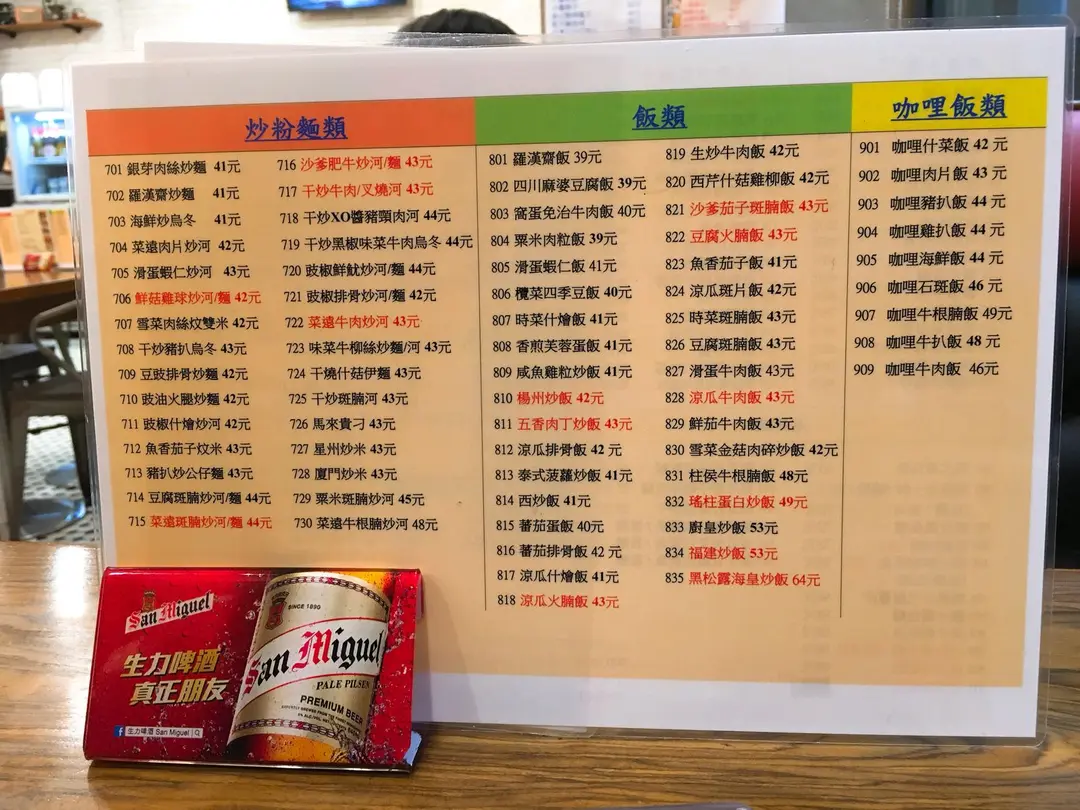 炒粉麵類
701 銀芽肉絲炒麵 41元
702 羅漢齋炒麵 41元
703 海鮮炒烏冬 41元
704 菜遠肉片炒河 42元
705 滑蛋蝦仁炒河 43元
706 鮮菇雞球炒河/麵 42元
707 雪菜肉絲炆雙米 42元
708 干炒豬扒烏冬 43元
709 豆豉排骨炒麵 42元
710 豉油火腿炒麵 42元
711 豉椒什燴炒河 42元
712 魚香茄子炆米 43元
713 豬扒炒公仔麵 43元
714 豆腐斑腩炒河/麵 44元
715 菜遠斑腩炒河/麵 44元
716 沙爹肥牛炒河/麵 43元
717 干炒牛肉/叉燒河 43元
718 干炒XO醬豬頸肉河 44元
719 干炒黑椒味菜牛肉烏冬 44元
720 豉椒鮮魷炒河/麵 44元
721 豉椒排骨炒河/麵 42元
722 菜遠牛肉炒河 43元
723 味菜牛柳絲炒麵/河 43元
724 干燒什菇伊麵 43元
725 干炒斑腩河 43元
726 馬來貴刁 43元
727 星州炒米 43元
728 廈門炒米 43元
729 粟米斑腩炒河 45元
730 菜遠牛根腩炒河 48元
飯類
801 羅漢齋飯 39元
802 四川麻婆豆腐飯 39元
803 窩蛋免治牛肉飯 40元
804 粟米肉粒飯 39元
805 滑蛋蝦仁飯 41元
806 欖菜四季豆飯 40元
807 時菜什燴飯 41元
808 香煎芙蓉蛋飯 41元
809 咸魚雞粒炒飯 41元
810 楊州炒飯 42元
811 五香肉丁炒飯 43元
812 涼瓜排骨飯 42 元
813 泰式菠蘿炒飯 41元
814 西炒飯 41元
815 蕃茄蛋飯 40元
816 蕃茄排骨飯 42 元
817 涼瓜什燴飯 41元
818 涼瓜火腩飯 43元
819 生炒牛肉飯 42元
820 西芹什菇雞柳飯 42元
821 沙爹茄子斑腩飯 43元
822 豆腐火腩飯 43元
823 魚香茄子飯 41元
824 涼瓜斑片飯 42元
825 時菜斑腩飯 43元
826 豆腐斑腩飯 43元
827 滑蛋牛肉飯 43元
828 涼瓜牛肉飯 43元
829 鮮茄牛肉飯 43元
830 雪菜金菇肉碎炒飯 42元
831 柱侯牛根腩飯 48元
832 瑤柱蛋白炒飯 49元
833 廚皇炒飯 53元
834 福建炒飯 53元
835 黑松露海皇炒飯 64元
咖哩飯類
901 咖哩什菜飯 42 元
902 咖哩肉片飯 43 元
903 咖哩豬扒飯 44 元
904 咖哩雞扒飯 44 元
905 咖哩海鮮飯 44 元
906 咖哩石斑飯 46 元
907 咖哩牛根腩飯 49元
908 咖哩牛扒飯 48 元
909 咖哩牛肉飯 46元
San Miguel
生力啤酒
真正朋友
生力啤酒 San Miguel
SINCE 1890
San Miguel
PALE PILSEN
PREMIUM BEER